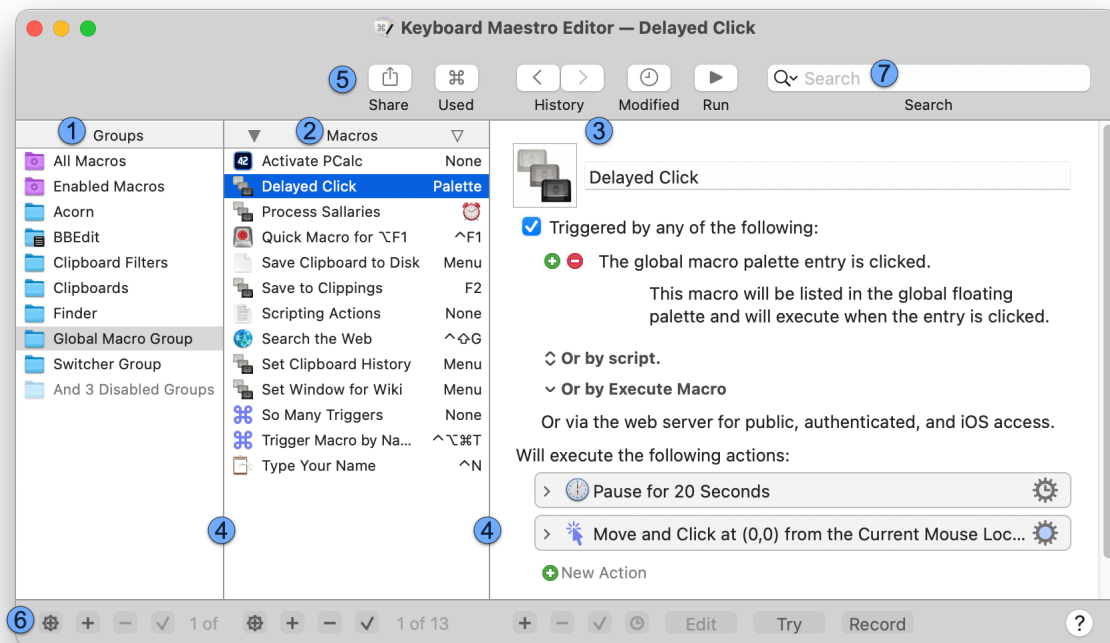 Keyboard Maestro Editor — Delayed Click
5
7
Search
Share
Used
History
Modified
Run
Search
1 Groups
2 Macros
3
All Macros
Enabled Macros
Acorn
BBEdit
Clipboard Filters
Clipboards
Finder
Global Macro Group
Switcher Group
And 3 Disabled Groups
42 Activate PCalc None
Delayed Click Palette
Process Sallaries
Quick Macro for ⌥F1 ^F1
Save Clipboard to Disk Menu
Save to Clippings F2
Scripting Actions None
Search the Web ^⇧G
Set Clipboard History Menu
Set Window for Wiki Menu
So Many Triggers None
Trigger Macro by Na... ^⌥⌘T
Type Your Name ^N
4
4
Delayed Click
Triggered by any of the following:
The global macro palette entry is clicked.
This macro will be listed in the global floating
palette and will execute when the entry is clicked.
Or by script.
Or by Execute Macro
Or via the web server for public, authenticated, and iOS access.
Will execute the following actions:
Pause for 20 Seconds
Move and Click at (0,0) from the Current Mouse Loc...
New Action
6
1 of
1 of 13
Edit
Try
Record
?